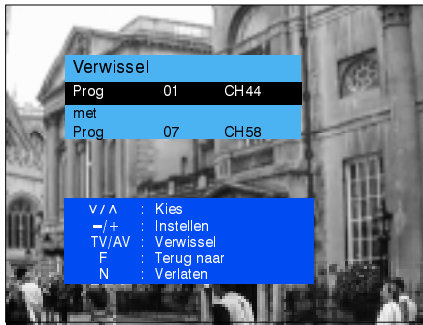 Verwissel
Prog 01 CH44
met
Prog 07 CH58
V / Λ : Kies
–/+ : Instellen
TV/AV : Verwissel
F : Terug naar
N : Verlaten